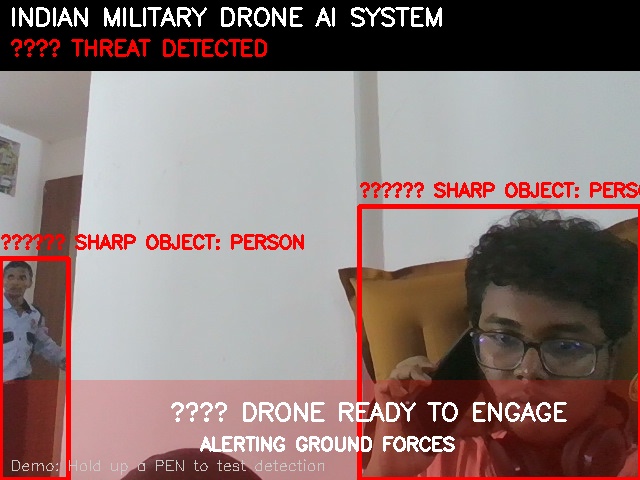 INDIAN MILITARY DRONE AI SYSTEM
???? THREAT DETECTED
?????? SHARP OBJECT: PERSO
?????? SHARP OBJECT: PERSON
???? DRONE READY TO ENGAGE
ALERTING GROUND FORCES
Demo: Hold up a PEN to test detection